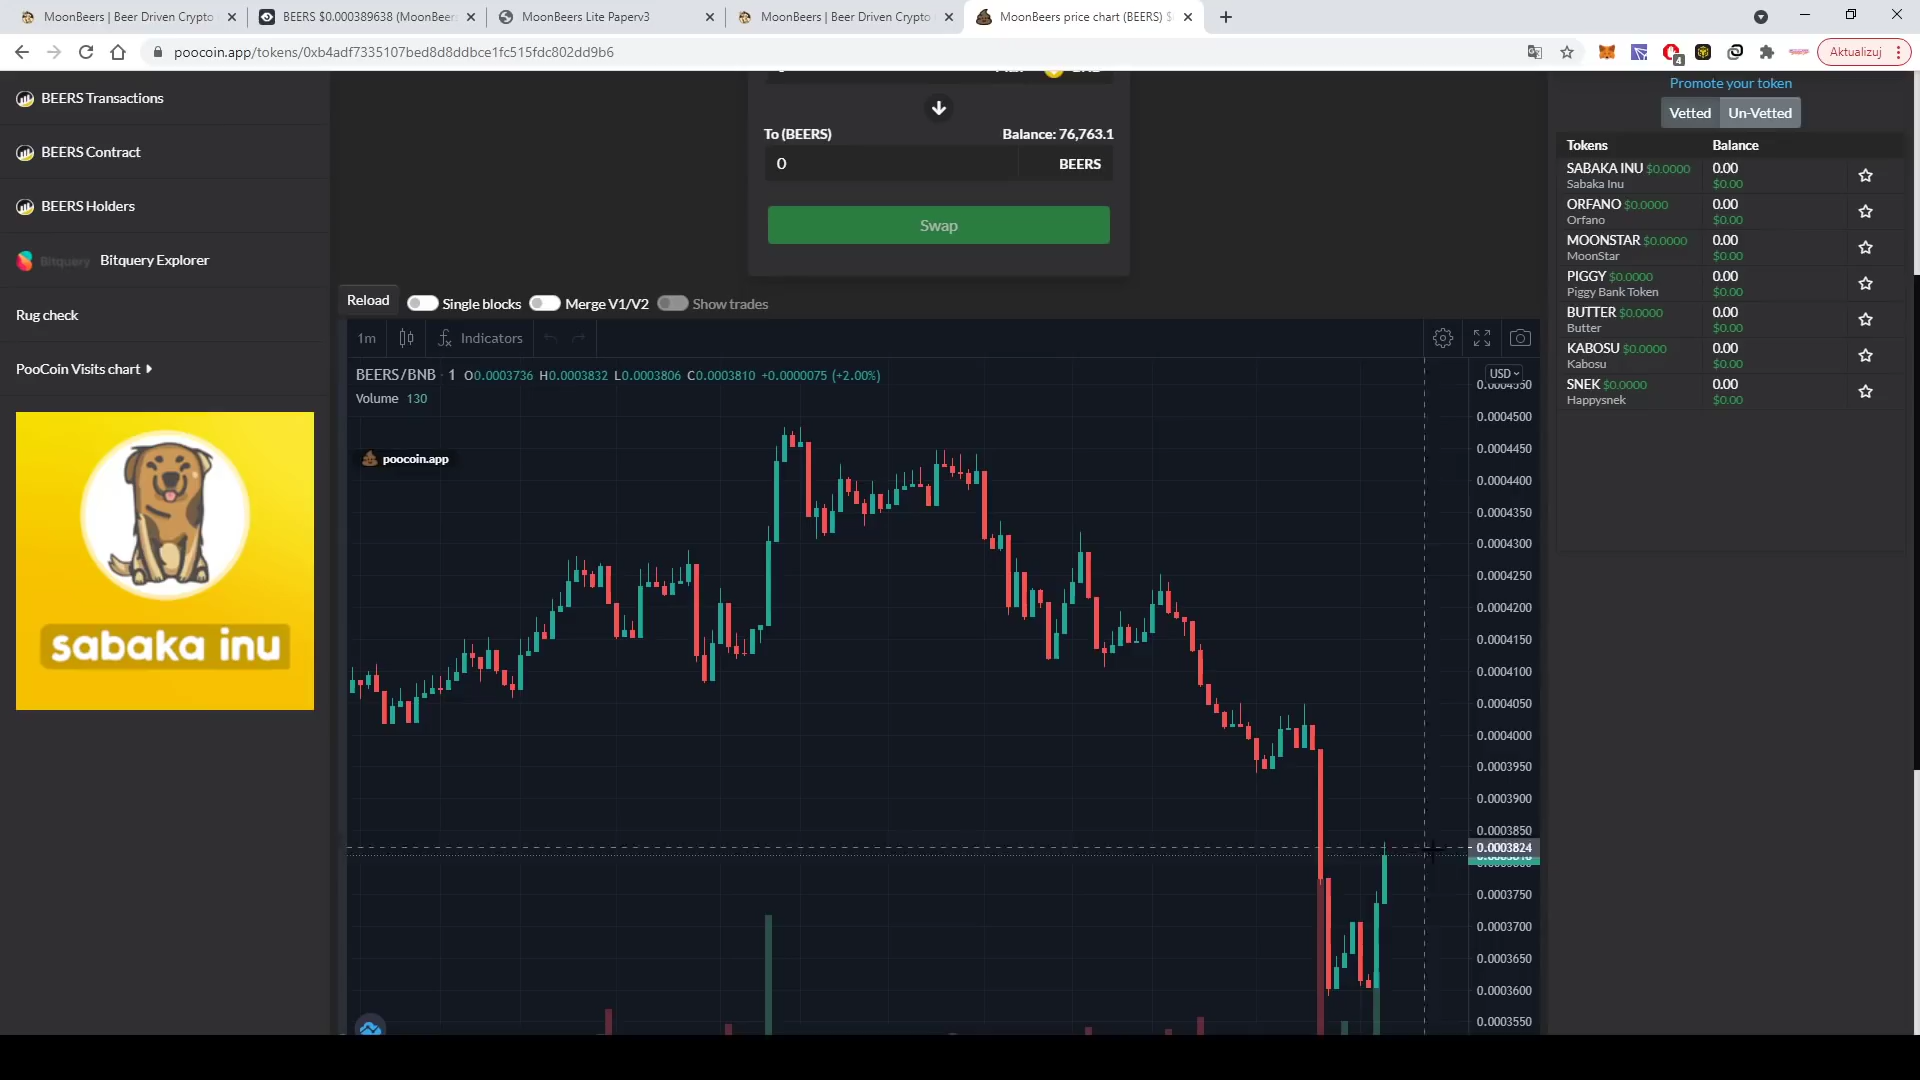 MoonBeers | Beer Driven Crypto
BEERS $0.000389638 (MoonBeers
MoonBeers Lite Paperv3
MoonBeers | Beer Driven Crypto
MoonBeers price chart (BEERS) $
poocoin.app/tokens/0xb4adf7335107bed8d8ddbce1fc515fdc802dd9b6
4
Aktualizuj
BEERS Transactions
BEERS Contract
BEERS Holders
Bitquery Bitquery Explorer
Rug check
PooCoin Visits chart
sabaka inu
To (BEERS)
Balance: 76,763.1
0
BEERS
Swap
Reload
Single blocks
Merge V1/V2
Show trades
1m
Indicators
BEERS/BNB · 1 O0.0003736 H0.0003832 L0.0003806 C0.0003810 +0.0000075 (+2.00%)
Volume 130
poocoin.app
USD
0.0004550
0.0004500
0.0004450
0.0004400
0.0004350
0.0004300
0.0004250
0.0004200
0.0004150
0.0004100
0.0004050
0.0004000
0.0003950
0.0003900
0.0003850
0.0003824
0.0003750
0.0003700
0.0003650
0.0003600
0.0003550
Promote your token
Vetted
Un-Vetted
Tokens
Balance
SABAKA INU $0.0000
0.00
Sabaka Inu
$0.00
ORFANO $0.0000
0.00
Orfano
$0.00
MOONSTAR $0.0000
0.00
MoonStar
$0.00
PIGGY $0.0000
0.00
Piggy Bank Token
$0.00
BUTTER $0.0000
0.00
Butter
$0.00
KABOSU $0.0000
0.00
Kabosu
$0.00
SNEK $0.0000
0.00
Happysnek
$0.00